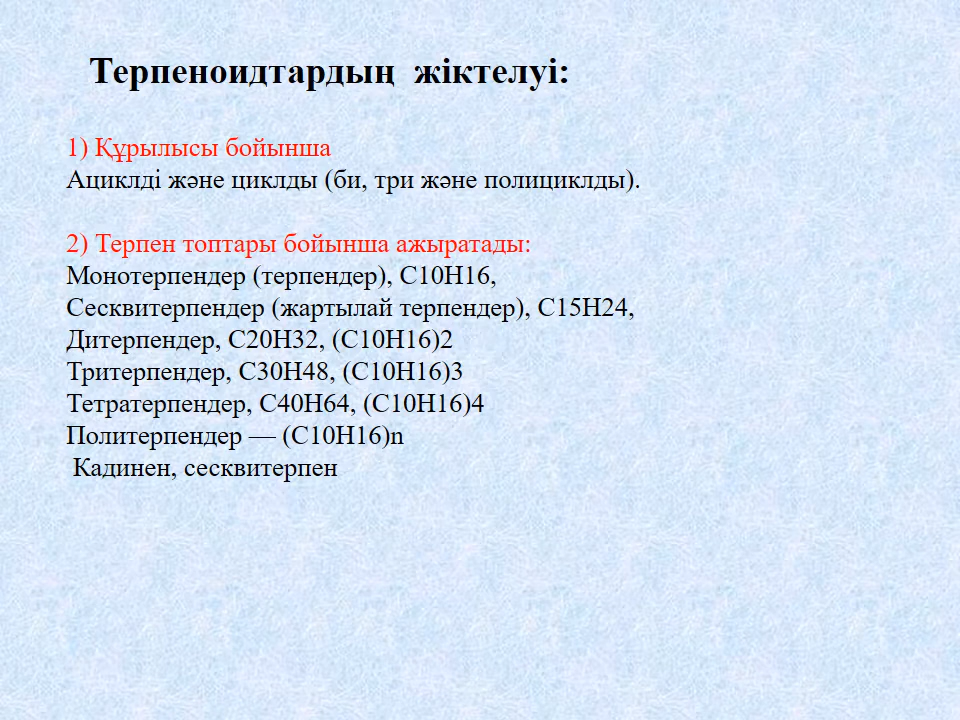 Терпеноидтардың жіктелуі:
1) Құрылысы бойынша
Ациклді және циклды (би, три және полициклды).
2) Терпен топтары бойынша ажыратады:
Монотерпендер (терпендер), С10Н16,
Сесквитерпендер (жартылай терпендер), С15Н24,
Дитерпендер, С20Н32, (С10Н16)2
Тритерпендер, С30Н48, (С10Н16)3
Тетратерпендер, С40Н64, (С10Н16)4
Политерпендер — (С10Н16)n
Кадинен, сесквитерпен